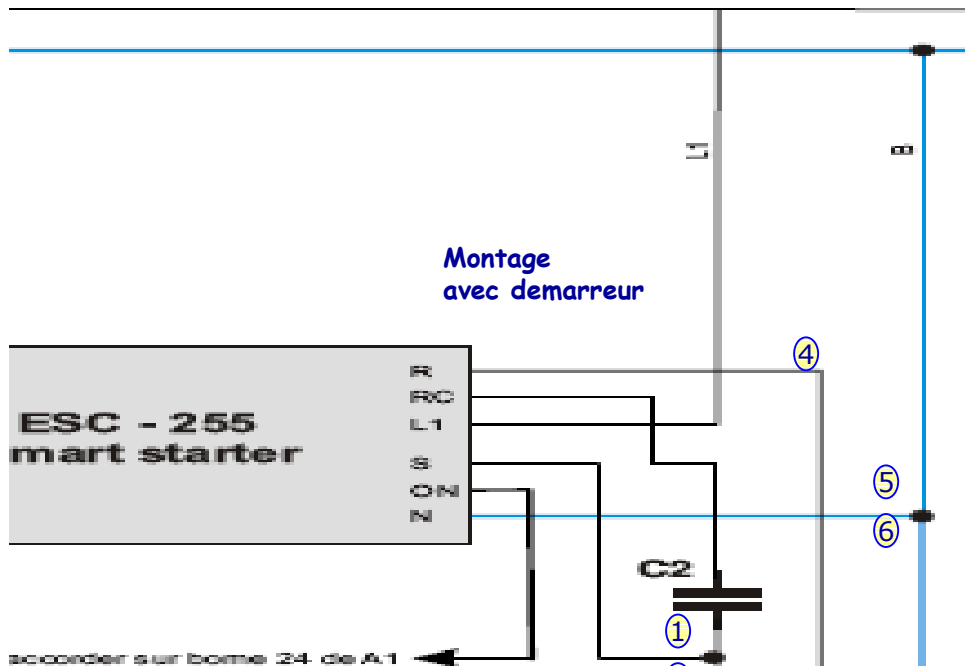 L1
B
Montage
avec demarreur
4
R
RC
ESC - 255
L1
mart starter
S
5
ON
N
6
C2
1
accorder sur borne 24 de A1